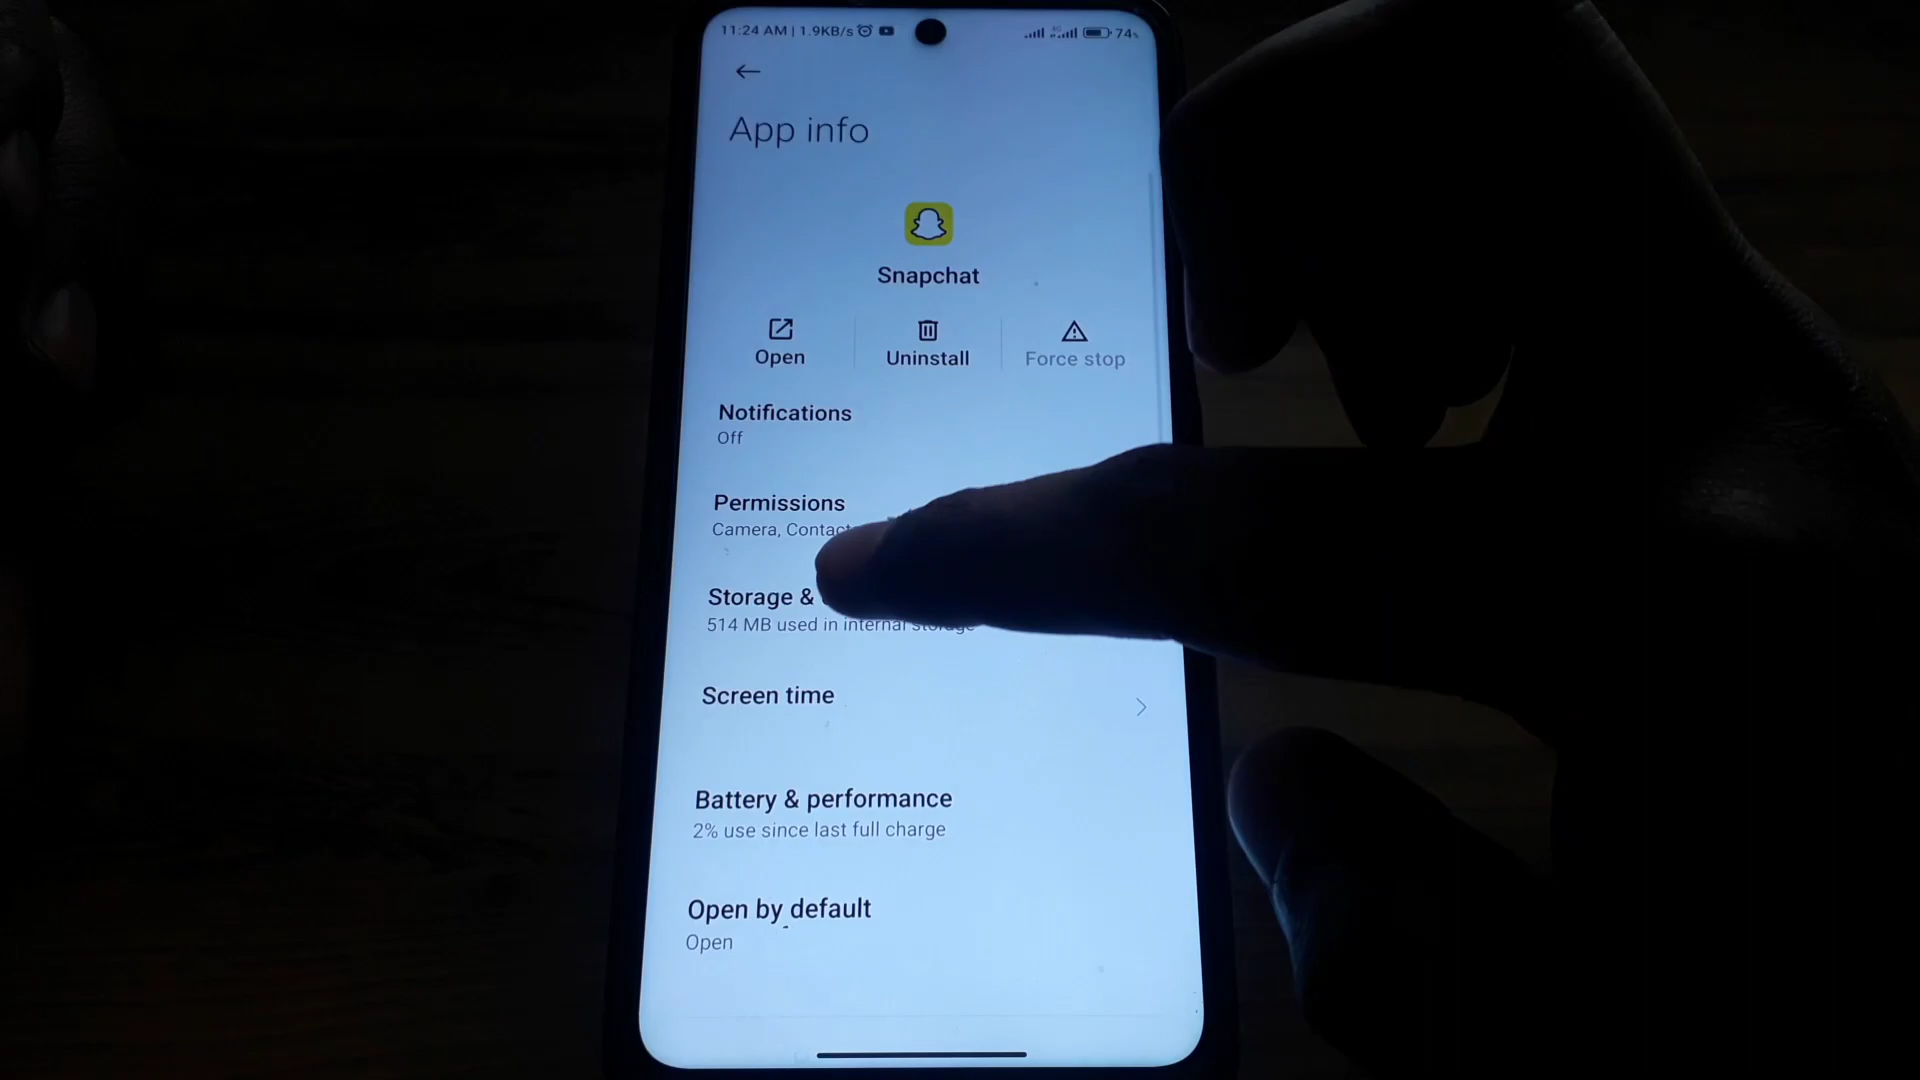 11:24 AM | 1.9KB/s 74%
App info
Snapchat
Open Uninstall Force stop
Notifications
Off
Permissions
Camera,
Storage &
514 MB used in internal storage
Screen time
Battery & performance
2% use since last full charge
Open by default
Open